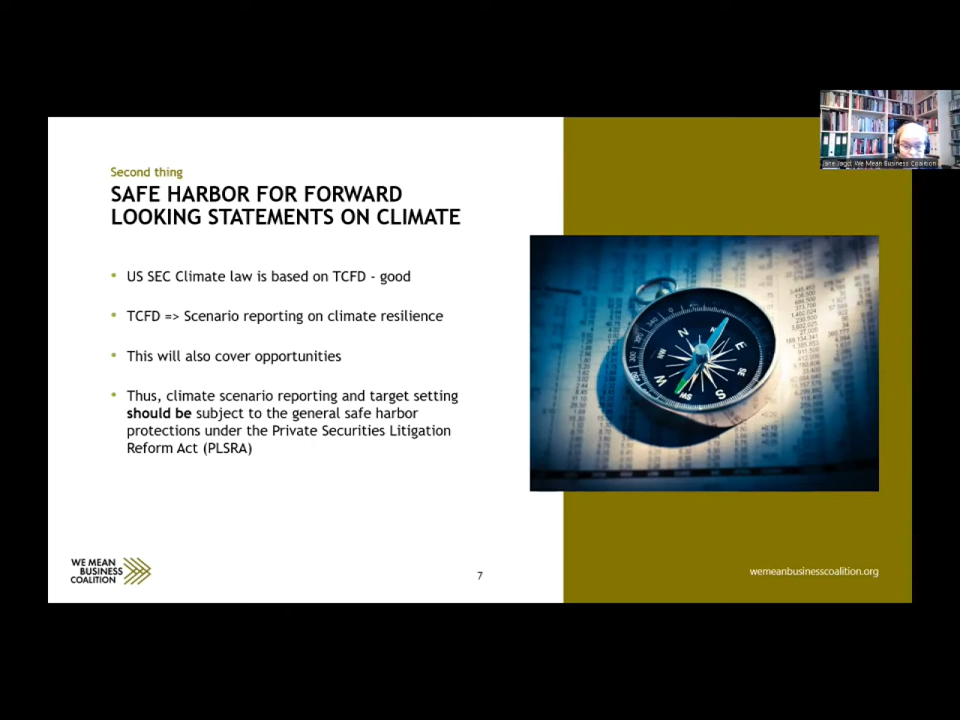 Second thing
SAFE HARBOR FOR FORWARD
LOOKING STATEMENTS ON CLIMATE
• US SEC Climate law is based on TCFD - good
• TCFD => Scenario reporting on climate resilience
• This will also cover opportunities
• Thus, climate scenario reporting and target setting
should be subject to the general safe harbor
protections under the Private Securities Litigation
Reform Act (PLSRA)
WE MEAN
BUSINESS
COALITION
7
wemeanbusinesscoalition.org
We Mean Business Coalition
N
E
SE
S
SW
W
NW